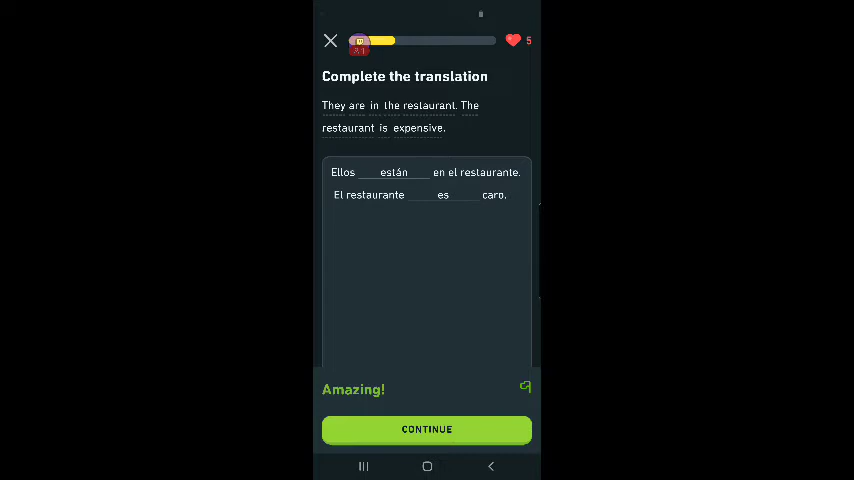 5
Complete the translation
They are in the restaurant. The
restaurant is expensive.
Ellos están en el restaurante.
El restaurante es caro.
Amazing!
CONTINUE